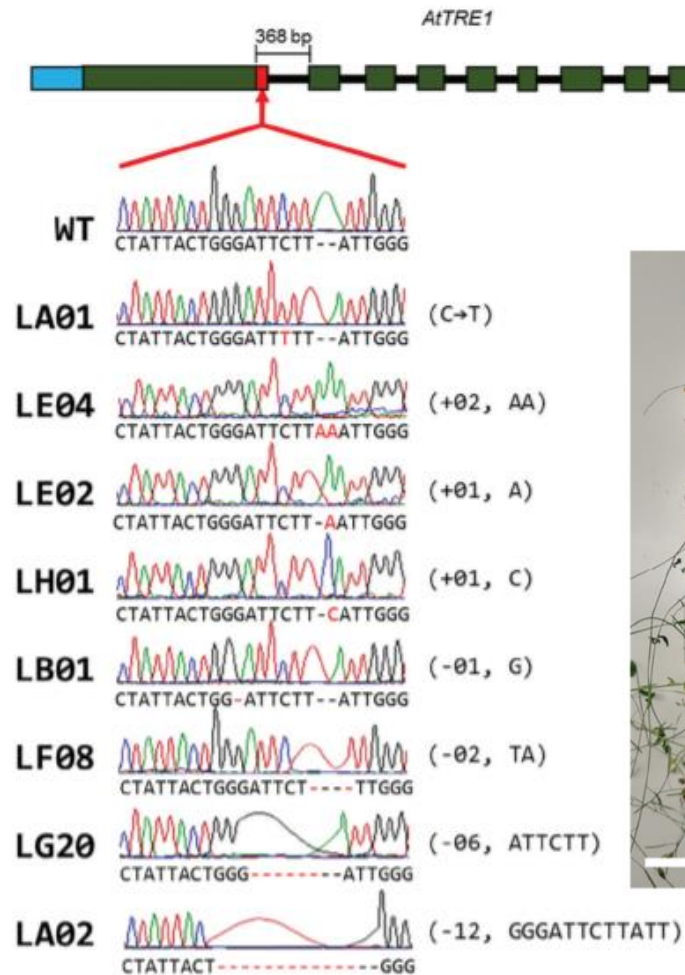 AtTRE1
368 bp
WT
CTATTACTGGGATTCTT--ATTGGG
LA01 (C→T)
CTATTACTGGGATTTTT--ATTGGG
LE04 (+02, AA)
CTATTACTGGGATTCTTAAATTGGG
LE02 (+01, A)
CTATTACTGGGATTCTT-AATTGGG
LH01 (+01, C)
CTATTACTGGGATTCTT-CATTGGG
LB01 (-01, G)
CTATTACTGG-ATTCTT--ATTGGG
LF08 (-02, TA)
CTATTACTGGGATTCT----TTGGG
LG20 (-06, ATTCTT)
CTATTACTGGG--------ATTGGG
LA02 (-12, GGGATTCTTATT)
CTATTACT--------------GGG